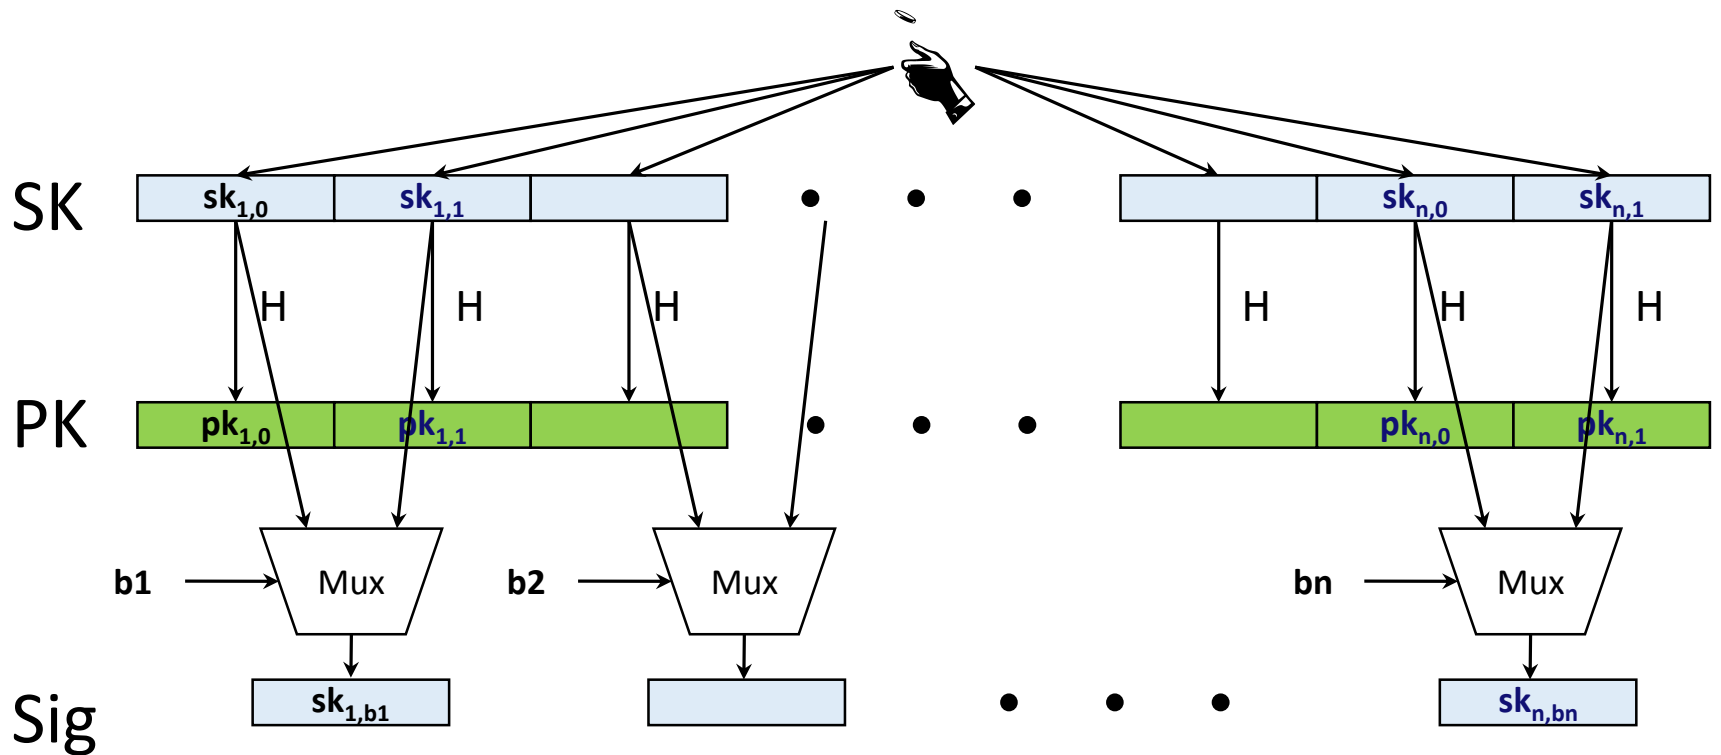 SK sk1,0 sk1,1 • • • skn,0 skn,1
H H H H H H
PK pk1,0 pk1,1 • • • pkn,0 pkn,1
b1 Mux b2 Mux bn Mux
Sig sk1,b1 • • • skn,bn